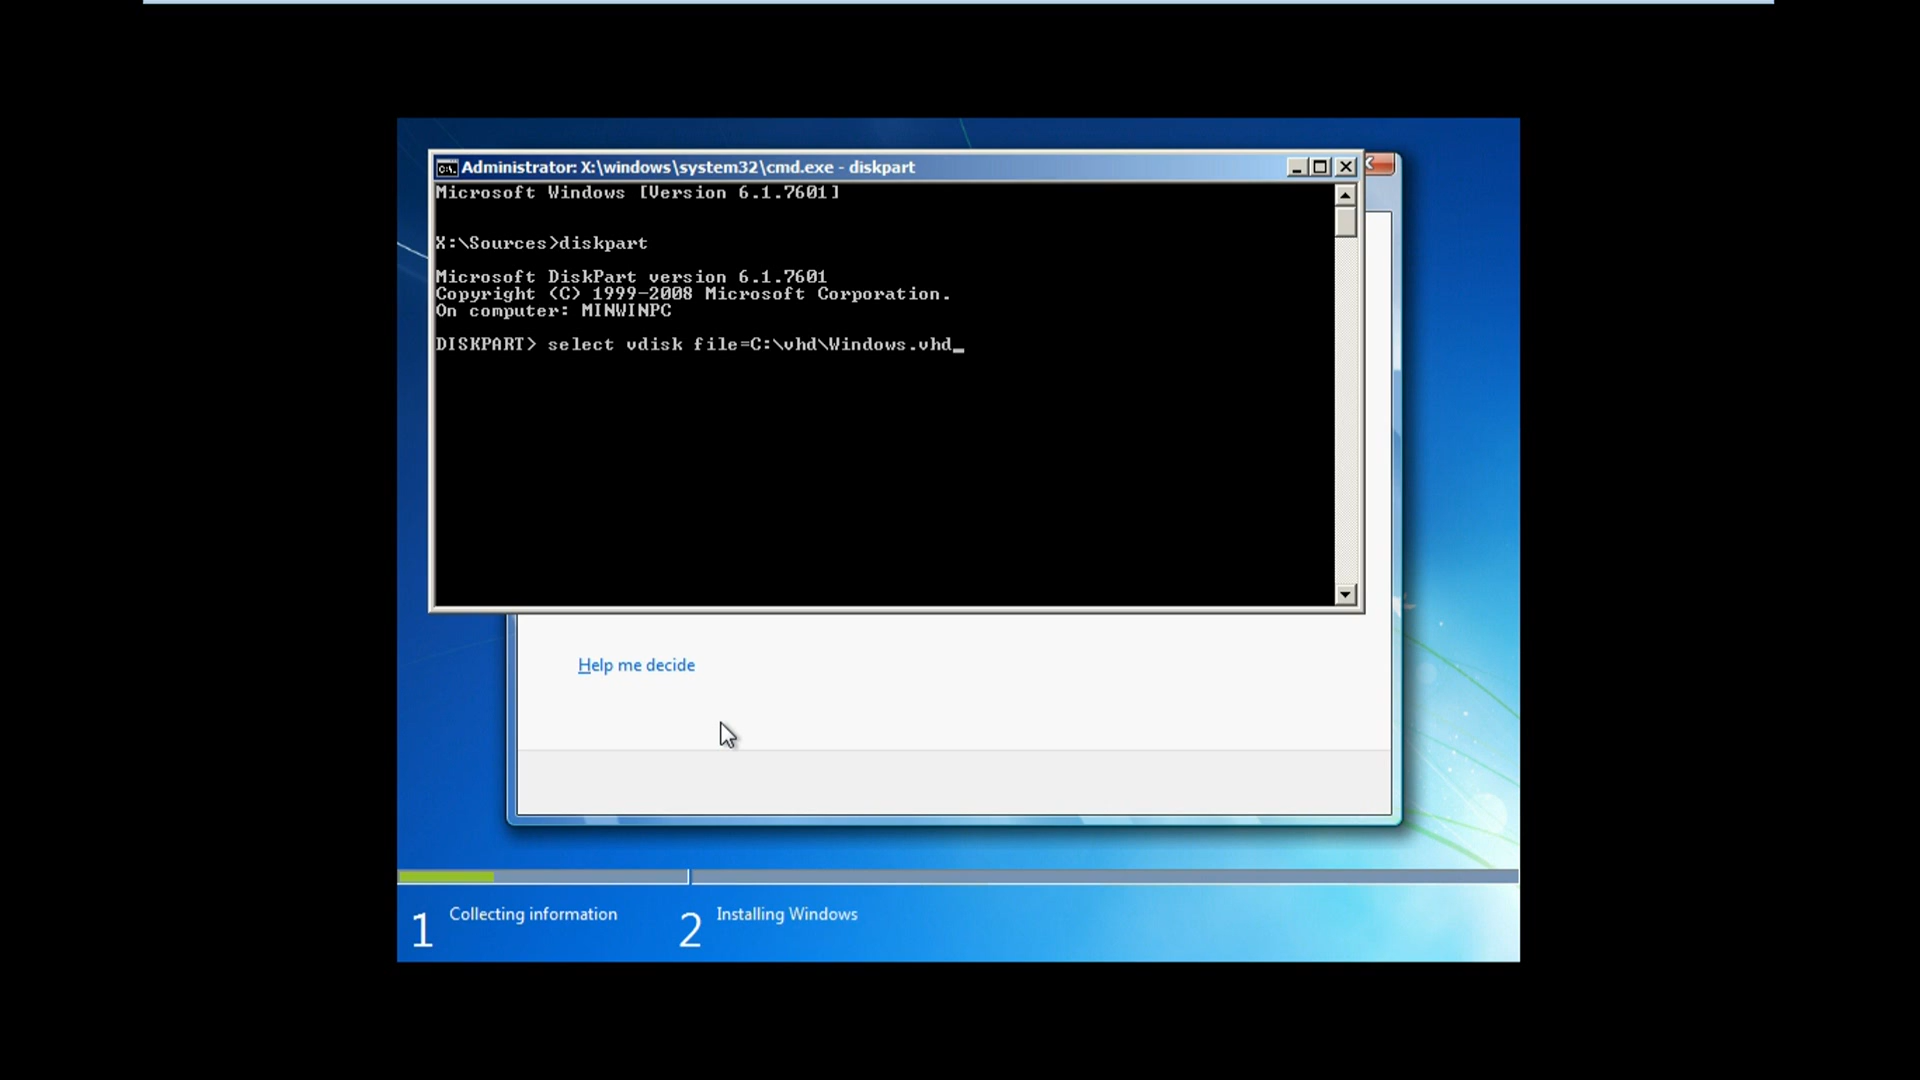 Administrator: X:\windows\system32\cmd.exe - diskpart
Microsoft Windows [Version 6.1.7601]
X:\Sources>diskpart
Microsoft DiskPart version 6.1.7601
Copyright (C) 1999-2008 Microsoft Corporation.
On computer: MINWINPC
DISKPART> select vdisk file=C:\vhd\Windows.vhd_
Help me decide
1 Collecting information 2 Installing Windows